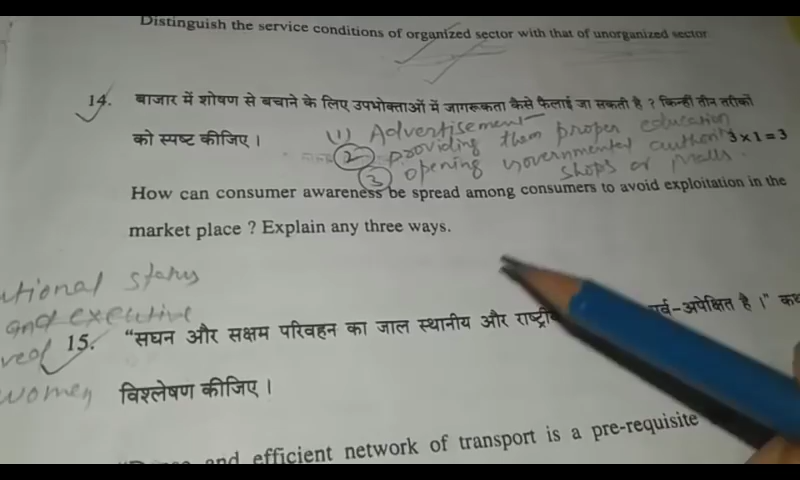 Distinguish the service conditions of organized sector with that of unorganized sector
14. बाजार में शोषण से बचाने के लिए उपभोक्ताओं में जागरूकता कैसे फैलाई जा सकती है ? किन्हीं तीन तरीकों
को स्पष्ट कीजिए ।
(1) Advertisement
(2) providing them proper education
3 × 1 = 3
(3) opening governmental authority
shops or malls.
How can consumer awareness be spread among consumers to avoid exploitation in the
market place ? Explain any three ways.
utional status
and executive
15. "सघन और सक्षम परिवहन का जाल स्थानीय और राष्ट्रीय
र्व-अपेक्षित है ।"
women
विश्लेषण कीजिए ।
and efficient network of transport is a pre-requisite